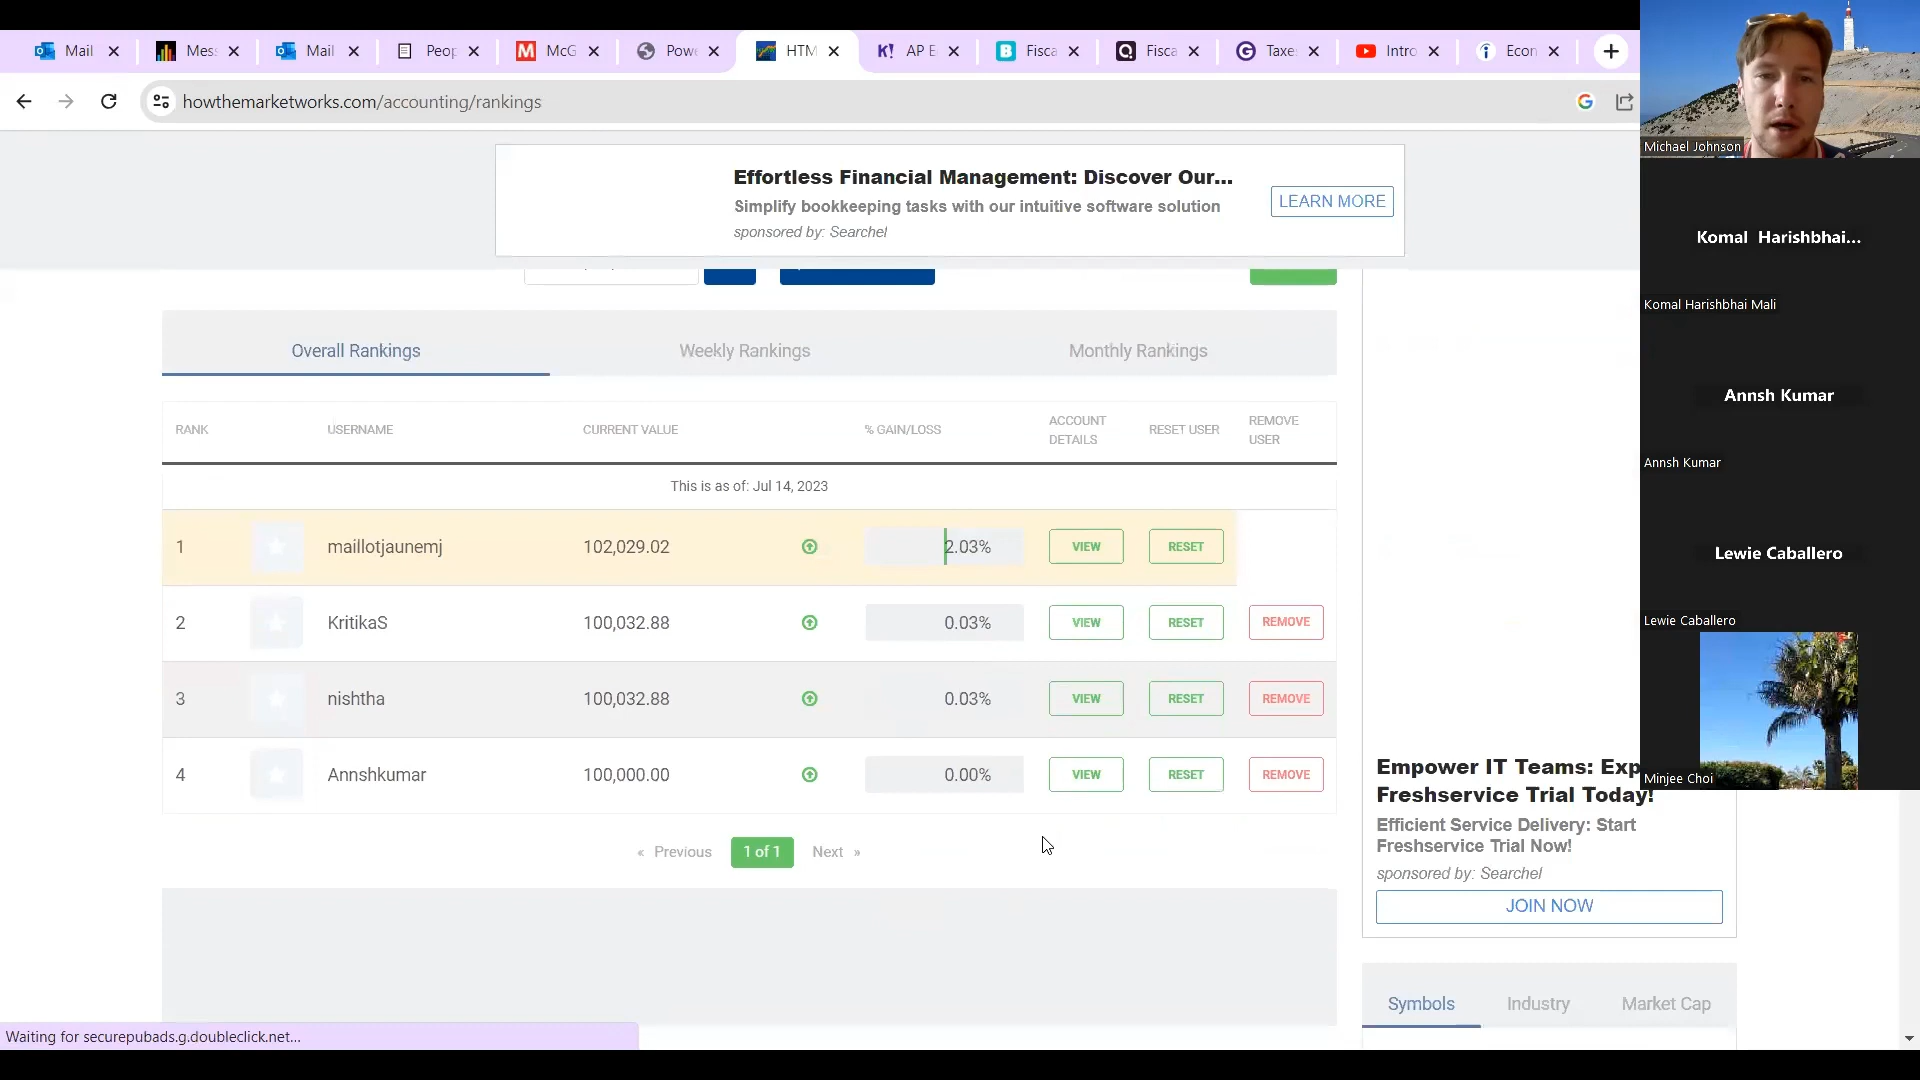 Mail
Mes
Mail
Peop
McG
Powe
HTM
K! AP E
B Fisca
Fisca
G Taxe
Intro
Econ
howthemarketworks.com/accounting/rankings
Effortless Financial Management: Discover Our...
Simplify bookkeeping tasks with our intuitive software solution
sponsored by: Searchel
LEARN MORE
Overall Rankings
Weekly Rankings
Monthly Rankings
RANK USERNAME CURRENT VALUE % GAIN/LOSS ACCOUNT DETAILS RESET USER REMOVE USER
This is as of: Jul 14, 2023
1 maillotjaunemj 102,029.02 2.03% VIEW RESET
2 KritikaS 100,032.88 0.03% VIEW RESET REMOVE
3 nishtha 100,032.88 0.03% VIEW RESET REMOVE
4 Annshkumar 100,000.00 0.00% VIEW RESET REMOVE
« Previous 1 of 1 Next »
Empower IT Teams: Exp
Freshservice Trial Today!
Efficient Service Delivery: Start
Freshservice Trial Now!
sponsored by: Searchel
JOIN NOW
Symbols Industry Market Cap
Waiting for securepubads.g.doubleclick.net...
Michael Johnson
Komal Harishbhai...
Komal Harishbhai Mali
Annsh Kumar
Annsh Kumar
Lewie Caballero
Lewie Caballero
Minjee Choi